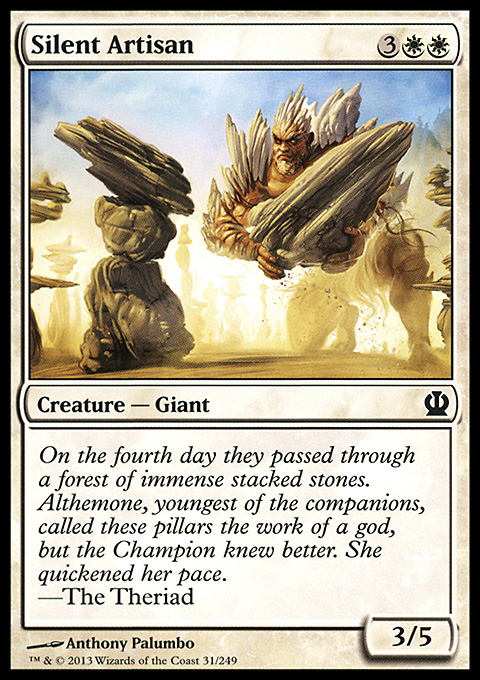 Silent Artisan 3
Creature — Giant
On the fourth day they passed through
a forest of immense stacked stones.
Althemone, youngest of the companions,
called these pillars the work of a god,
but the Champion knew better. She
quickened her pace.
—The Theriad
3/5
Anthony Palumbo
™ & © 2013 Wizards of the Coast 31/249